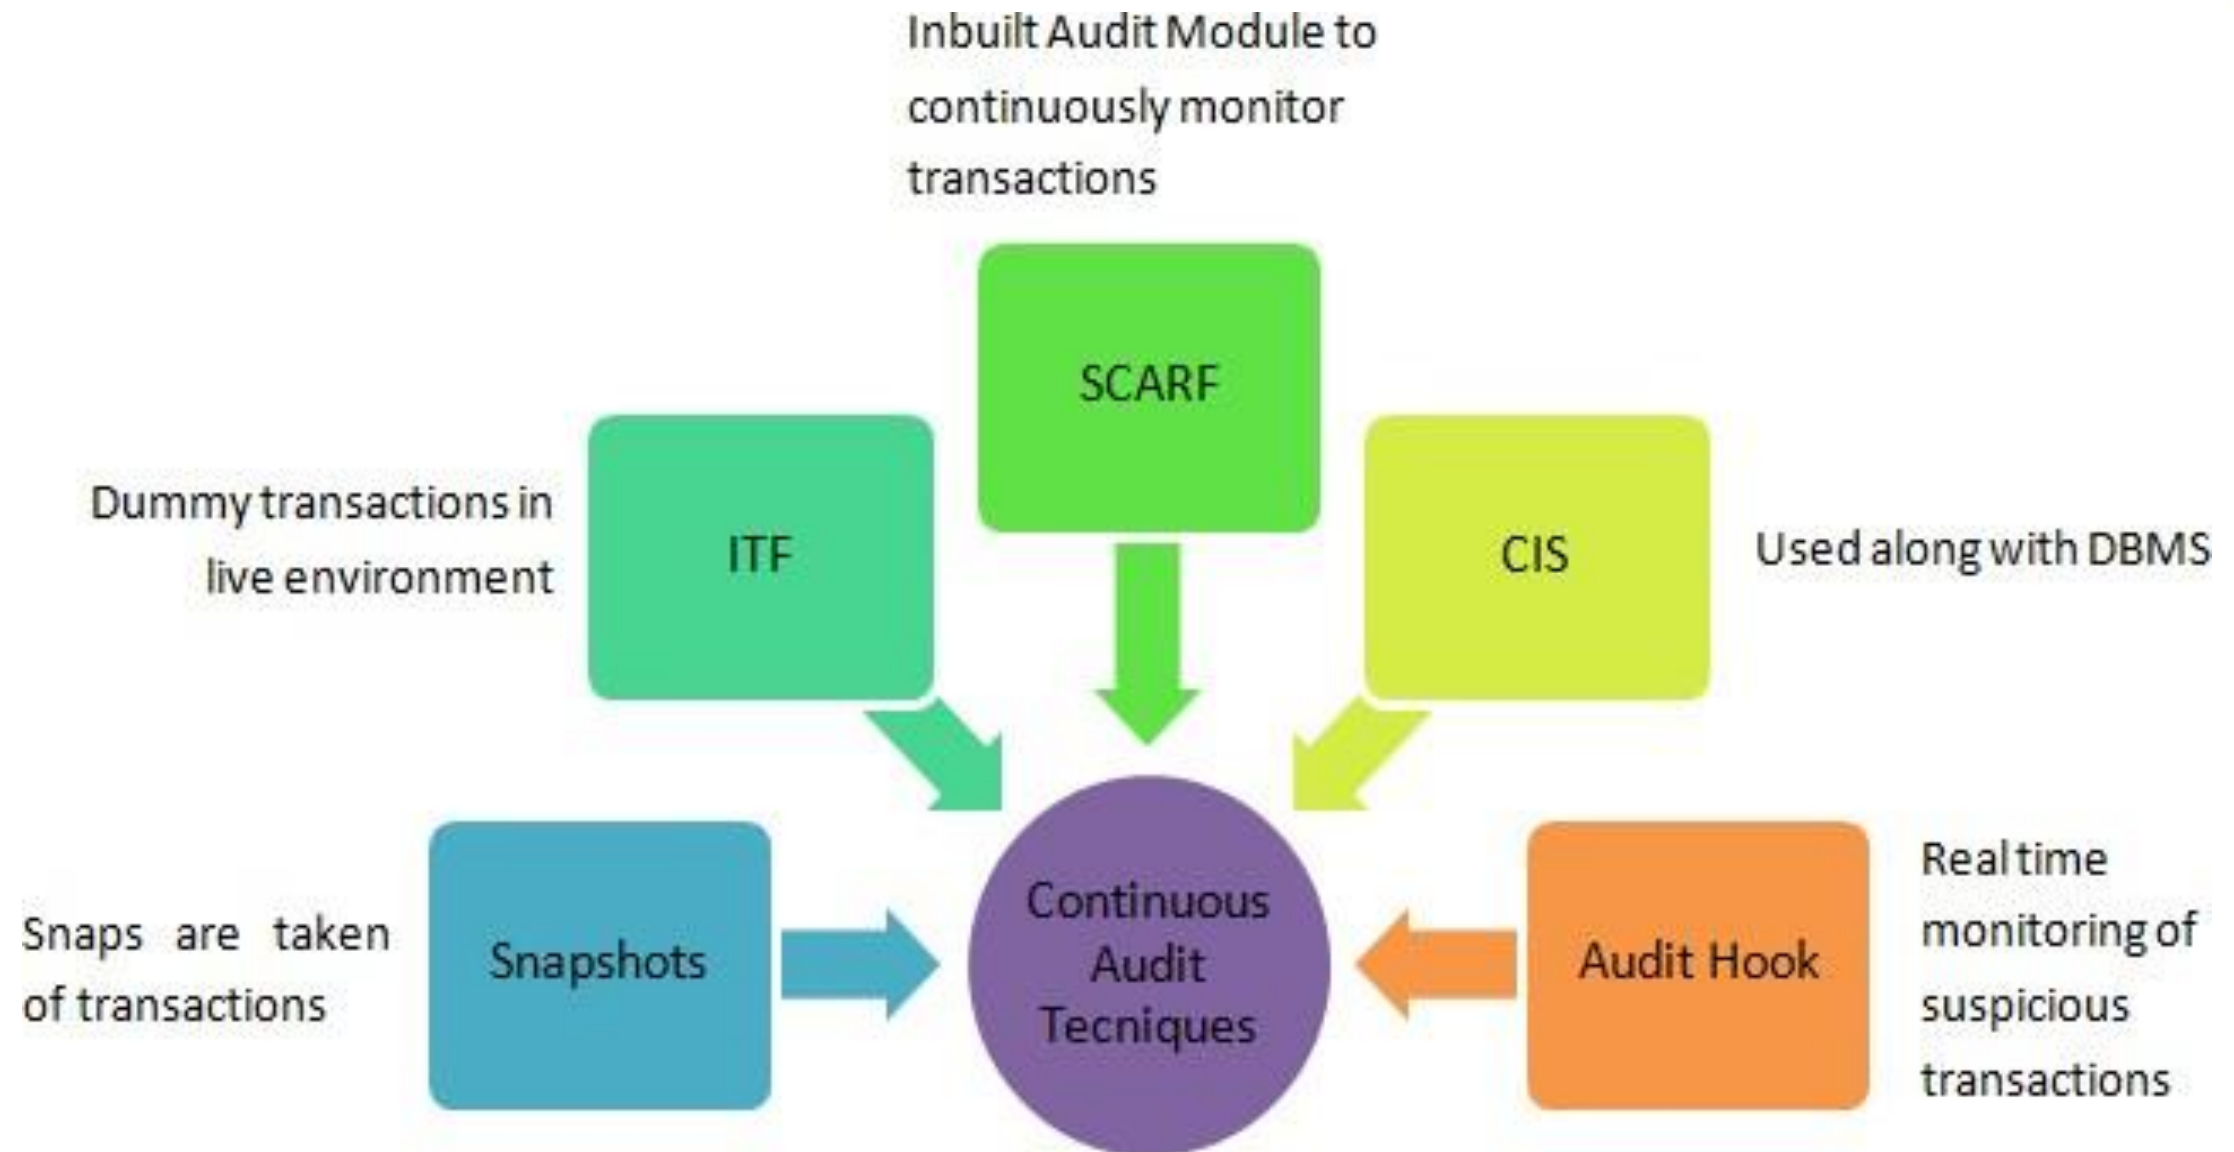 Inbuilt Audit Module to
continuously monitor
transactions
SCARF
Dummy transactions in
live environment
ITF
CIS
Used along with DBMS
Snaps are taken
of transactions
Snapshots
Continuous
Audit
Tecniques
Audit Hook
Real time
monitoring of
suspicious
transactions